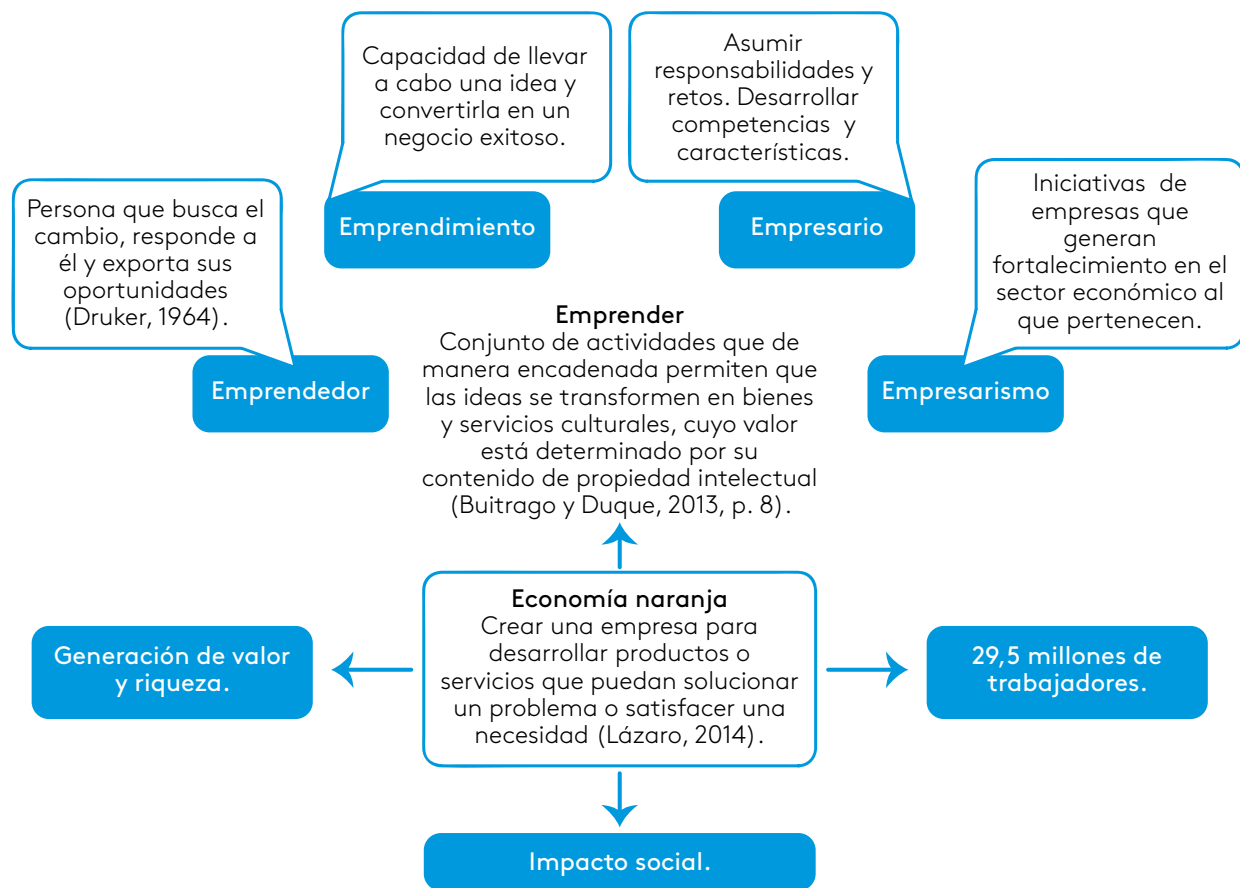 Capacidad de llevar
a cabo una idea y
convertirla en un
negocio exitoso.
Emprendimiento
Asumir
responsabilidades y
retos. Desarrollar
competencias y
características.
Empresario
Persona que busca el
cambio, responde a
él y exporta sus
oportunidades
(Druker, 1964).
Emprendedor
Iniciativas de
empresas que
generan
fortalecimiento en el
sector económico al
que pertenecen.
Empresarismo
Emprender
Conjunto de actividades que de
manera encadenada permiten que
las ideas se transformen en bienes
y servicios culturales, cuyo valor
está determinado por su
contenido de propiedad intelectual
(Buitrago y Duque, 2013, p. 8).
Economía naranja
Crear una empresa para
desarrollar productos o
servicios que puedan solucionar
un problema o satisfacer una
necesidad (Lázaro, 2014).
Generación de valor
y riqueza.
29,5 millones de
trabajadores.
Impacto social.